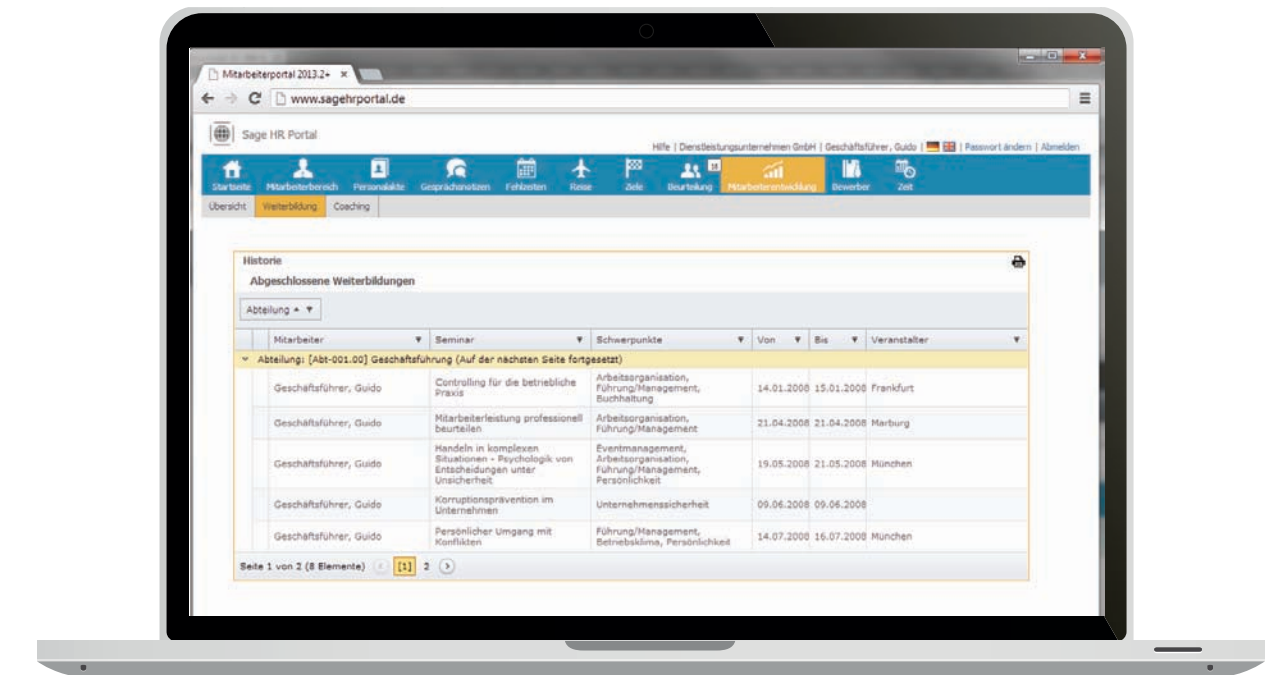 Mitarbeiterportal 2013.2+
www.sagehrportal.de
Sage HR Portal
Hilfe | Dienstleistungsunternehmen GmbH | Geschäftsführer, Guido | | Passwort ändern | Abmelden
Startseite Mitarbeiterbereich Personalakte Gesprächsnotizen Fehlzeiten Reise Ziele Beurteilung Mitarbeiterentwicklung Bewerber Zeit
Übersicht Weiterbildung Coaching
Historie
Abgeschlossene Weiterbildungen
Abteilung
Mitarbeiter Seminar Schwerpunkte Von Bis Veranstalter
Abteilung: [Abt-001.00] Geschäftsführung (Auf der nächsten Seite fortgesetzt)
Geschäftsführer, Guido
Controlling für die betriebliche
Praxis
Arbeitsorganisation,
Führung/Management,
Buchhaltung
14.01.2008 15.01.2008 Frankfurt
Geschäftsführer, Guido
Mitarbeiterleistung professionell
beurteilen
Arbeitsorganisation,
Führung/Management
21.04.2008 21.04.2008 Marburg
Geschäftsführer, Guido
Handeln in komplexen
Situationen - Psychologik von
Entscheidungen unter
Unsicherheit
Eventmanagement,
Arbeitsorganisation,
Führung/Management,
Persönlichkeit
19.05.2008 21.05.2008 München
Geschäftsführer, Guido
Korruptionsprävention im
Unternehmen
Unternehmenssicherheit
09.06.2008 09.06.2008
Geschäftsführer, Guido
Persönlicher Umgang mit
Konflikten
Führung/Management,
Betriebsklima, Persönlichkeit
14.07.2008 16.07.2008 München
Seite 1 von 2 (8 Elemente) [1] 2